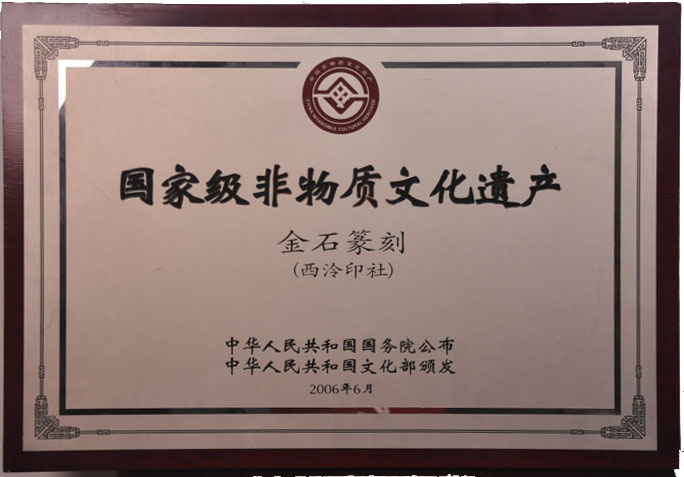 中国非物质文化遗产
CHINA INTANGIBLE CULTURAL HERITAGE
国家级非物质文化遗产
金石篆刻
(西泠印社)
中华人民共和国国务院公布
中华人民共和国文化部颁发
2006年6月